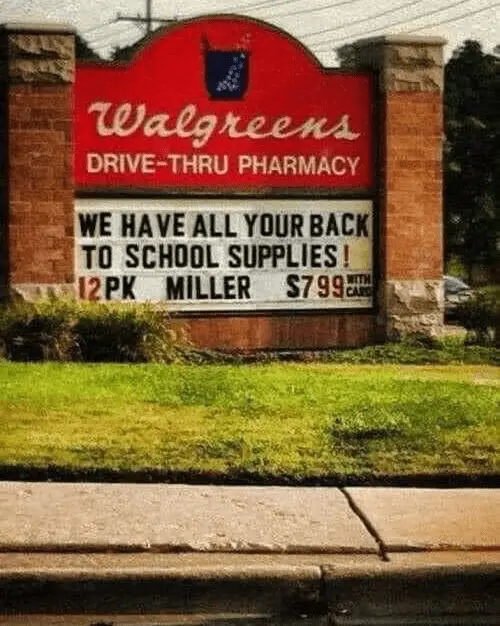 Walgreens
DRIVE-THRU PHARMACY
WE HAVE ALL YOUR BACK
TO SCHOOL SUPPLIES!
12PK MILLER $799 WITH CARD